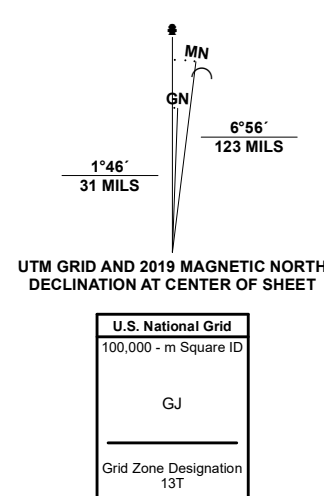 MN
GN
6°56´
123 MILS
1°46´
31 MILS
UTM GRID AND 2019 MAGNETIC NORTH
DECLINATION AT CENTER OF SHEET
U.S. National Grid
100,000 - m Square ID
GJ
Grid Zone Designation
13T